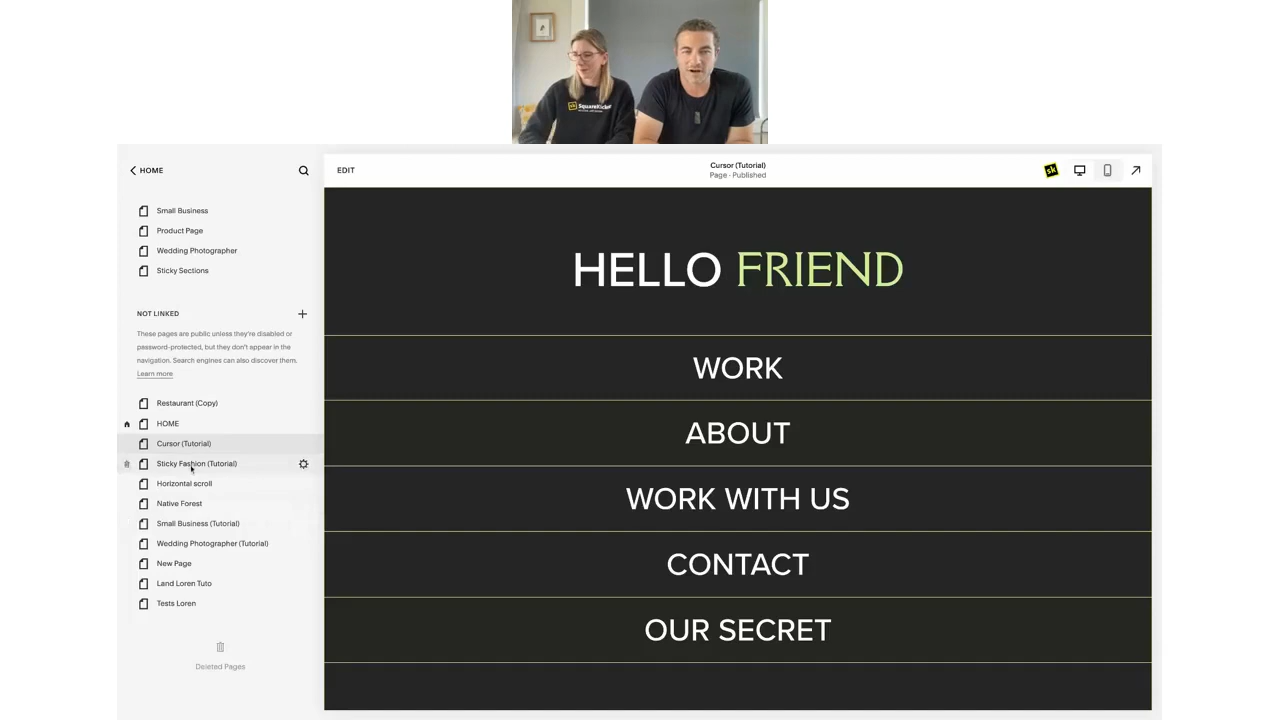 SquareKicker
HOME
EDIT
Cursor (Tutorial)
Page · Published
sk
Small Business
Product Page
Wedding Photographer
Sticky Sections
NOT LINKED
These pages are public unless they're disabled or
password-protected, but they don't appear in the
navigation. Search engines can also discover them.
Learn more
Restaurant (Copy)
HOME
Cursor (Tutorial)
Sticky Fashion (Tutorial)
Horizontal scroll
Native Forest
Small Business (Tutorial)
Wedding Photographer (Tutorial)
New Page
Land Loren Tuto
Tests Loren
Deleted Pages
HELLO FRIEND
WORK
ABOUT
WORK WITH US
CONTACT
OUR SECRET